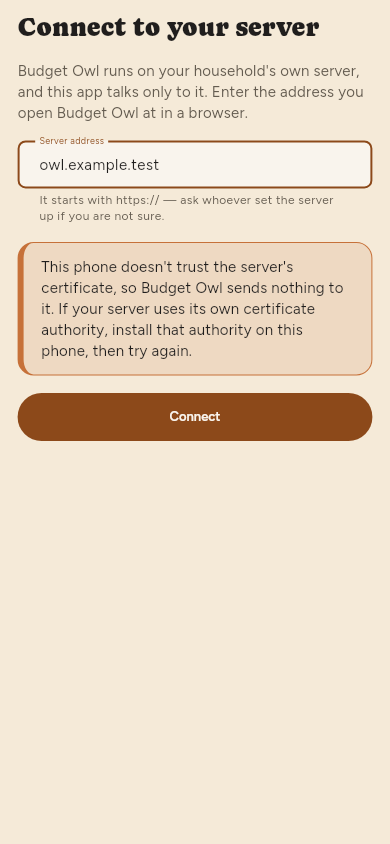 Connect to your server
Budget Owl runs on your household's own server,
and this app talks only to it. Enter the address you
open Budget Owl at in a browser.
Server address
owl.example.test
It starts with https:// — ask whoever set the server
up if you are not sure.
This phone doesn't trust the server's
certificate, so Budget Owl sends nothing to
it. If your server uses its own certificate
authority, install that authority on this
phone, then try again.
Connect